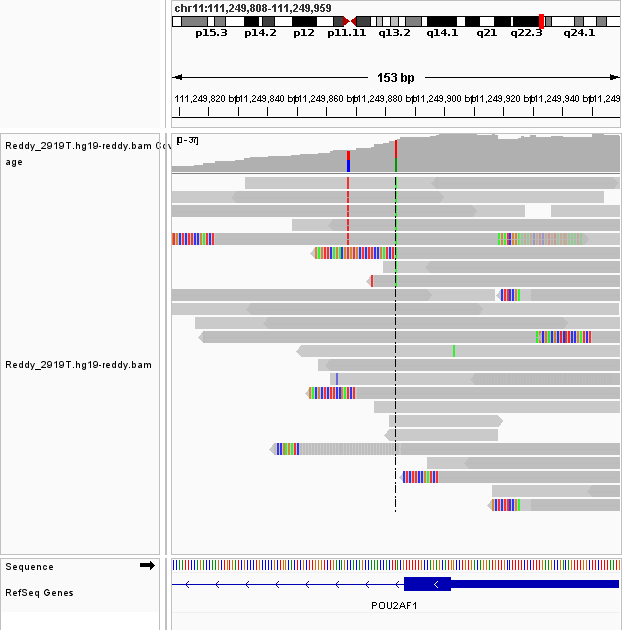 chr11:111,249,808-111,249,959
p15.3 p14.2 p12 p11.11 q13.2 q14.1 q21 q22.3 q24.1
153 bp
111,249,820 bp 111,249,840 bp 111,249,860 bp 111,249,880 bp 111,249,900 bp 111,249,920 bp 111,249,940 bp 111,249
[0 - 37]
Reddy_2919T.hg19-reddy.bam Cov
age
Reddy_2919T.hg19-reddy.bam
Sequence
RefSeq Genes
POU2AF1